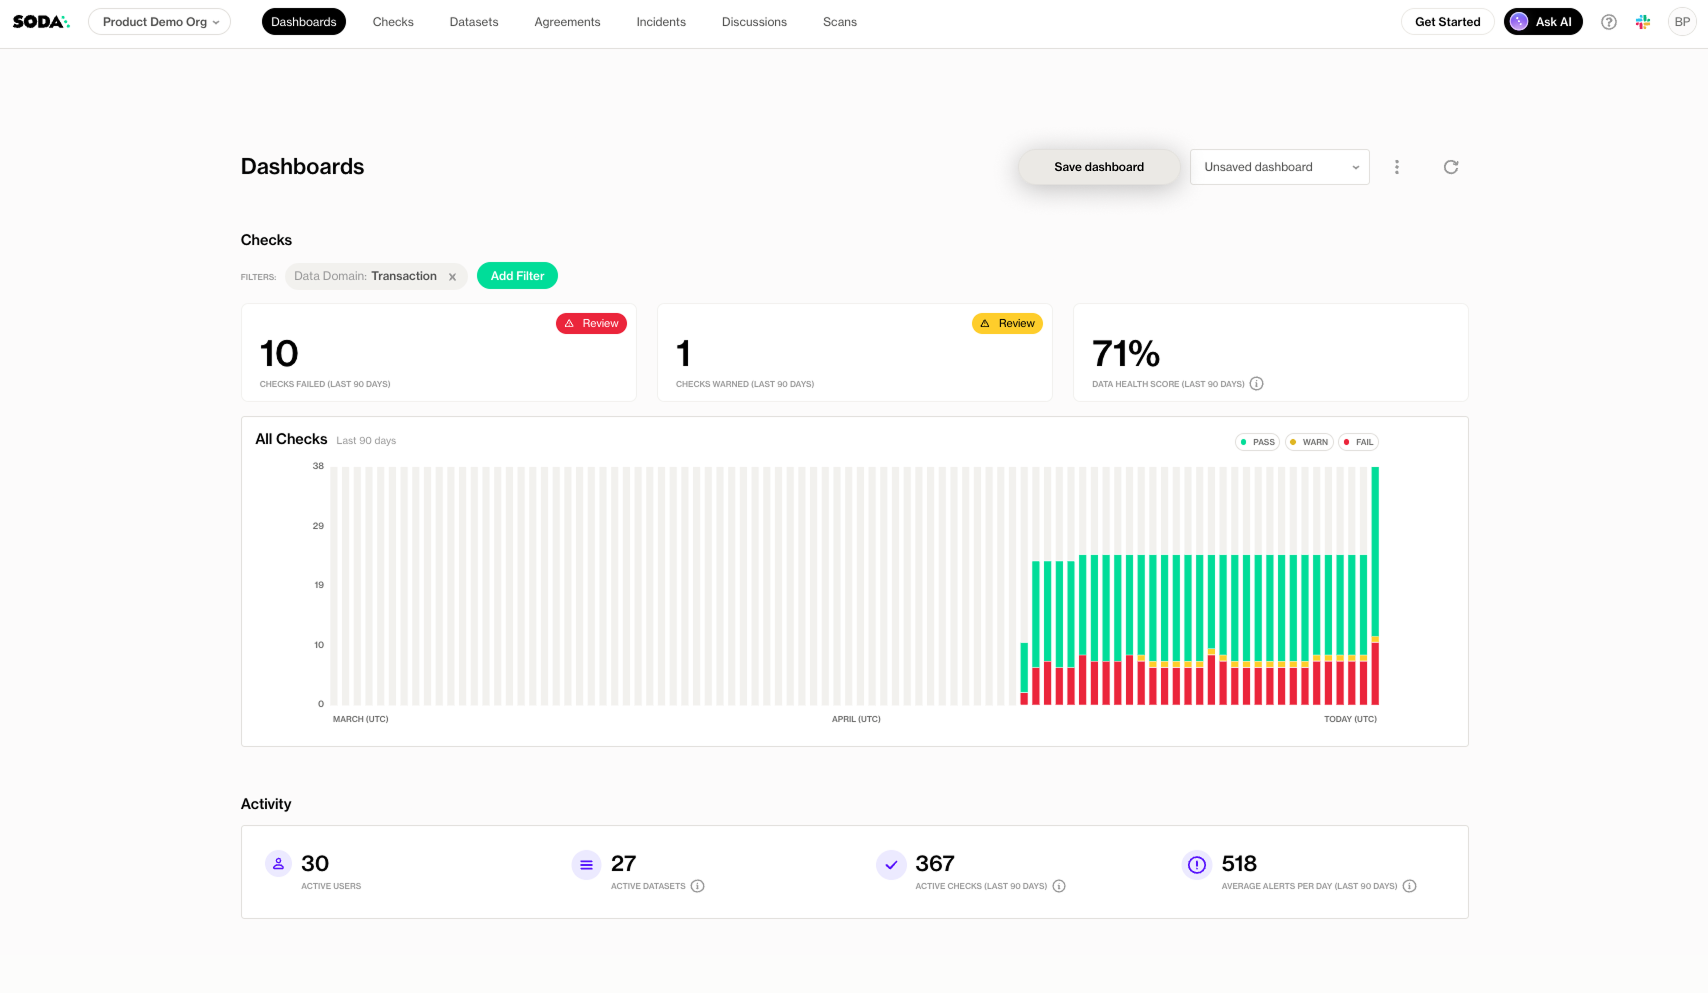 SODA
Product Demo Org
Dashboards
Checks
Datasets
Agreements
Incidents
Discussions
Scans
Get Started
Ask AI
BP
Dashboards
Save dashboard
Unsaved dashboard
Checks
FILTERS:
Data Domain: Transaction x
Add Filter
Review
10
CHECKS FAILED (LAST 90 DAYS)
Review
1
CHECKS WARNED (LAST 90 DAYS)
71%
DATA HEALTH SCORE (LAST 90 DAYS)
All Checks Last 90 days
PASS
WARN
FAIL
38
29
19
10
0
MARCH (UTC)
APRIL (UTC)
TODAY (UTC)
Activity
30
ACTIVE USERS
27
ACTIVE DATASETS
367
ACTIVE CHECKS (LAST 90 DAYS)
518
AVERAGE ALERTS PER DAY (LAST 90 DAYS)